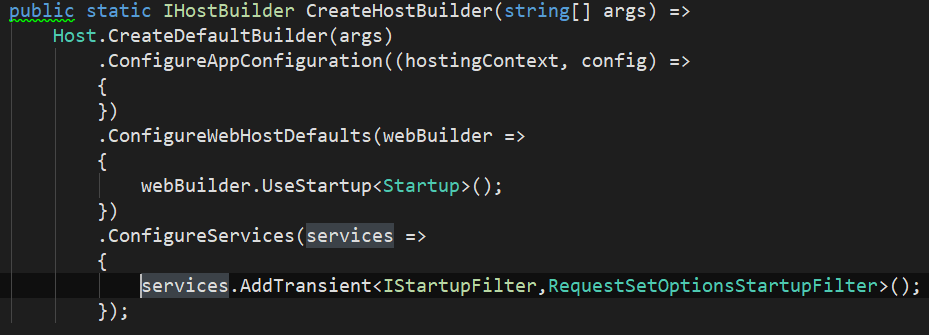 public static IHostBuilder CreateHostBuilder(string[] args) =>
    Host.CreateDefaultBuilder(args)
        .ConfigureAppConfiguration((hostingContext, config) =>
        {
        })
        .ConfigureWebHostDefaults(webBuilder =>
        {
            webBuilder.UseStartup<Startup>();
        })
        .ConfigureServices(services =>
        {
            services.AddTransient<IStartupFilter,RequestSetOptionsStartupFilter>();
        });